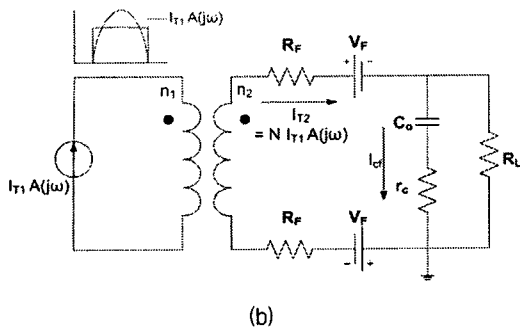 I_T1 A(jω)
R_F
V_F
+ -
n_1
n_2
I_T2
= N I_T1 A(jω)
C_o
I_cf
R_L
I_T1 A(jω)
r_c
R_F
V_F
- +
(b)